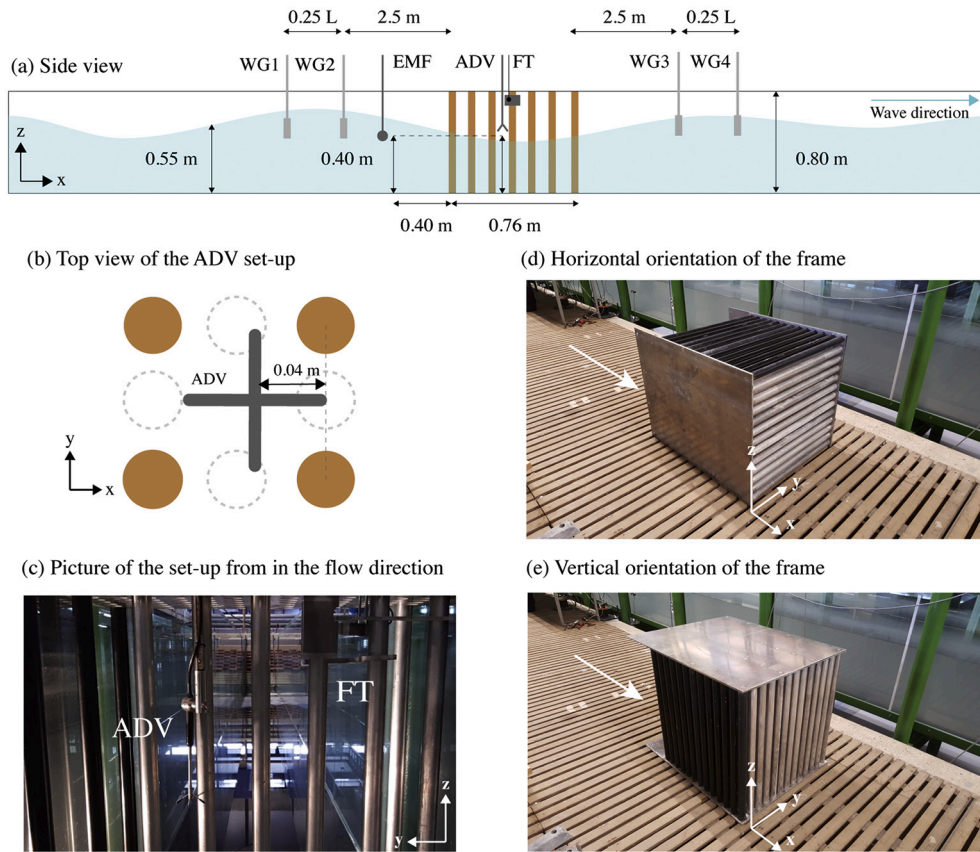 0.25 L
2.5 m
2.5 m
0.25 L
(a) Side view
WG1
WG2
EMF
ADV
FT
WG3
WG4
Wave direction
z
x
0.55 m
0.40 m
0.80 m
0.40 m
0.76 m
(b) Top view of the ADV set-up
ADV
0.04 m
y
x
(c) Picture of the set-up from in the flow direction
ADV
FT
z
y
(d) Horizontal orientation of the frame
z
y
x
(e) Vertical orientation of the frame
z
y
x